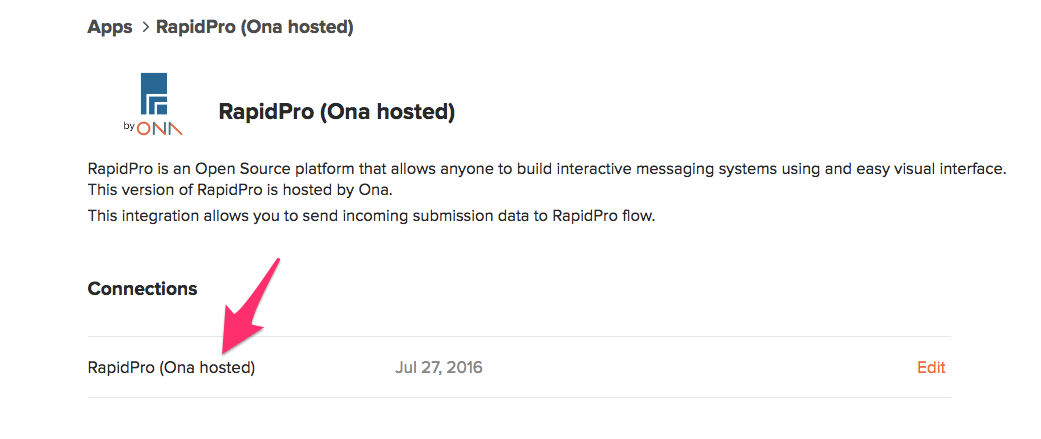 Apps > RapidPro (Ona hosted)
by ONA
RapidPro (Ona hosted)
RapidPro is an Open Source platform that allows anyone to build interactive messaging systems using and easy visual interface.
This version of RapidPro is hosted by Ona.
This integration allows you to send incoming submission data to RapidPro flow.
Connections
RapidPro (Ona hosted) Jul 27, 2016 Edit